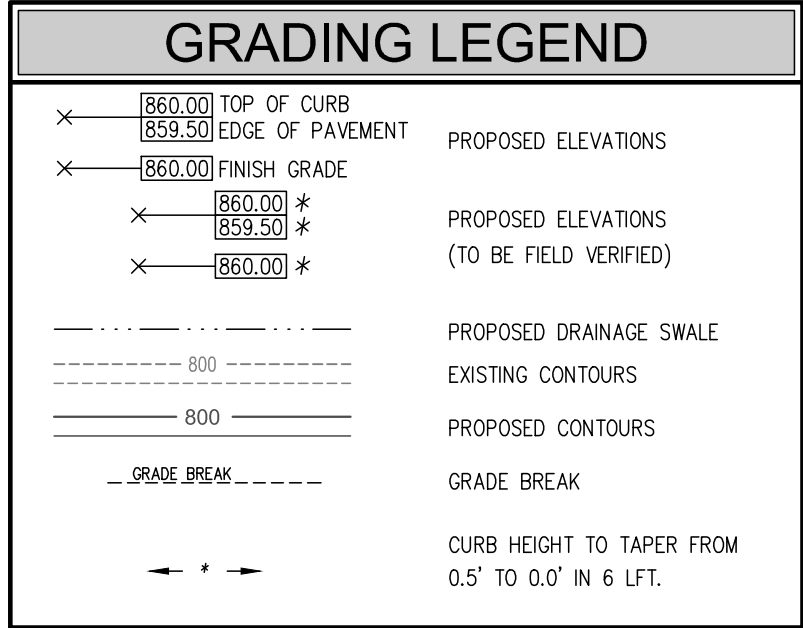 GRADING LEGEND
860.00 TOP OF CURB
859.50 EDGE OF PAVEMENT
PROPOSED ELEVATIONS
860.00 FINISH GRADE
860.00 *
859.50 *
PROPOSED ELEVATIONS
(TO BE FIELD VERIFIED)
860.00 *
PROPOSED DRAINAGE SWALE
800
EXISTING CONTOURS
800
PROPOSED CONTOURS
GRADE BREAK
GRADE BREAK
CURB HEIGHT TO TAPER FROM
* 0.5' TO 0.0' IN 6 LFT.